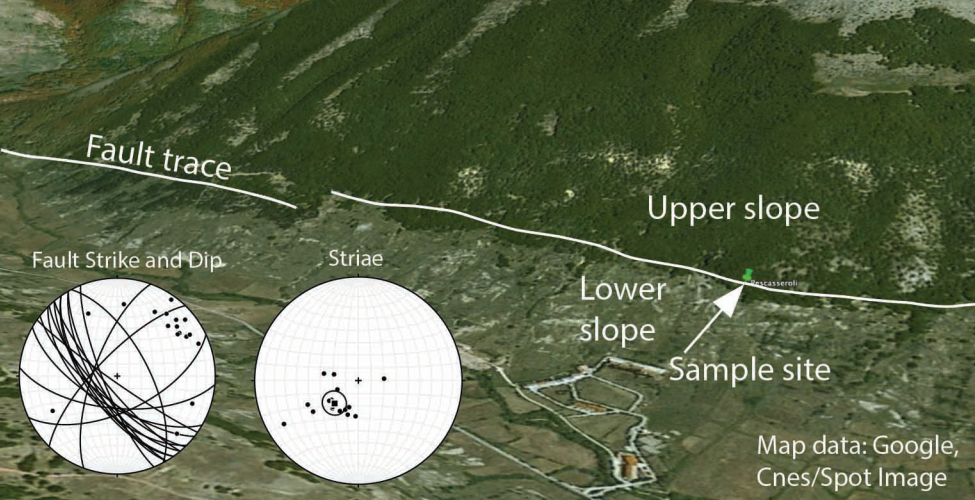 Fault trace
Upper slope
Fault Strike and Dip
Striae
Pescasseroli
Lower
slope
Sample site
Map data: Google,
Cnes/Spot Image